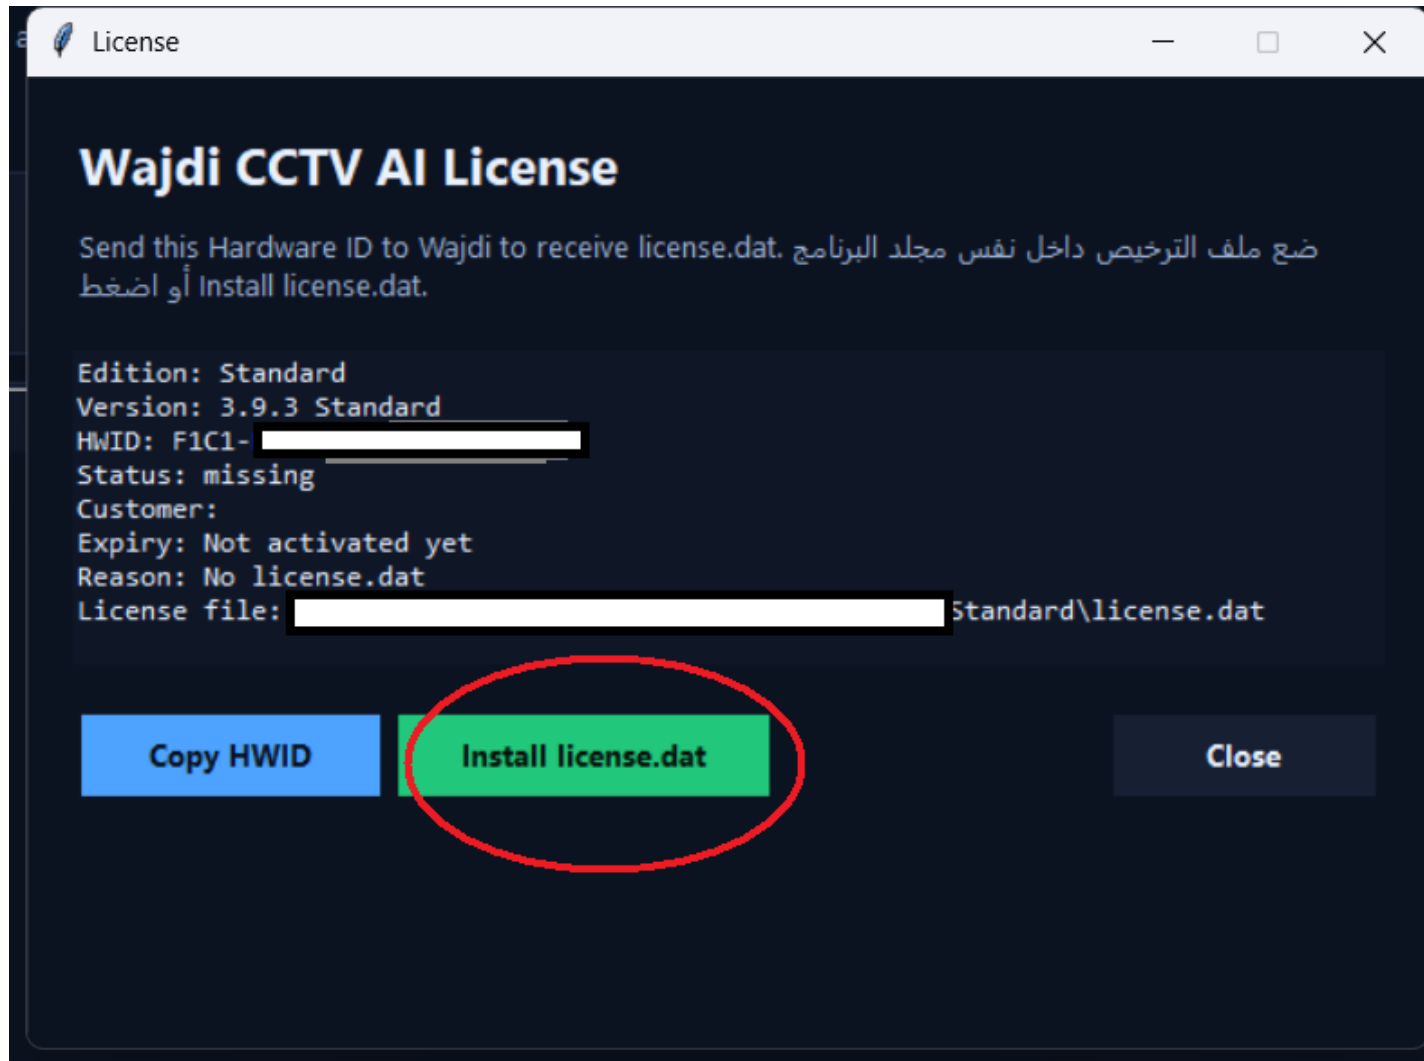 License
Wajdi CCTV AI License
Send this Hardware ID to Wajdi to receive license.dat. ضع ملف الترخيص داخل نفس مجلد البرنامج
أو اضغط Install license.dat.
Edition: Standard
Version: 3.9.3 Standard
HWID: F1C1-
Status: missing
Customer:
Expiry: Not activated yet
Reason: No license.dat
License file: Standard\license.dat
Copy HWID
Install license.dat
Close